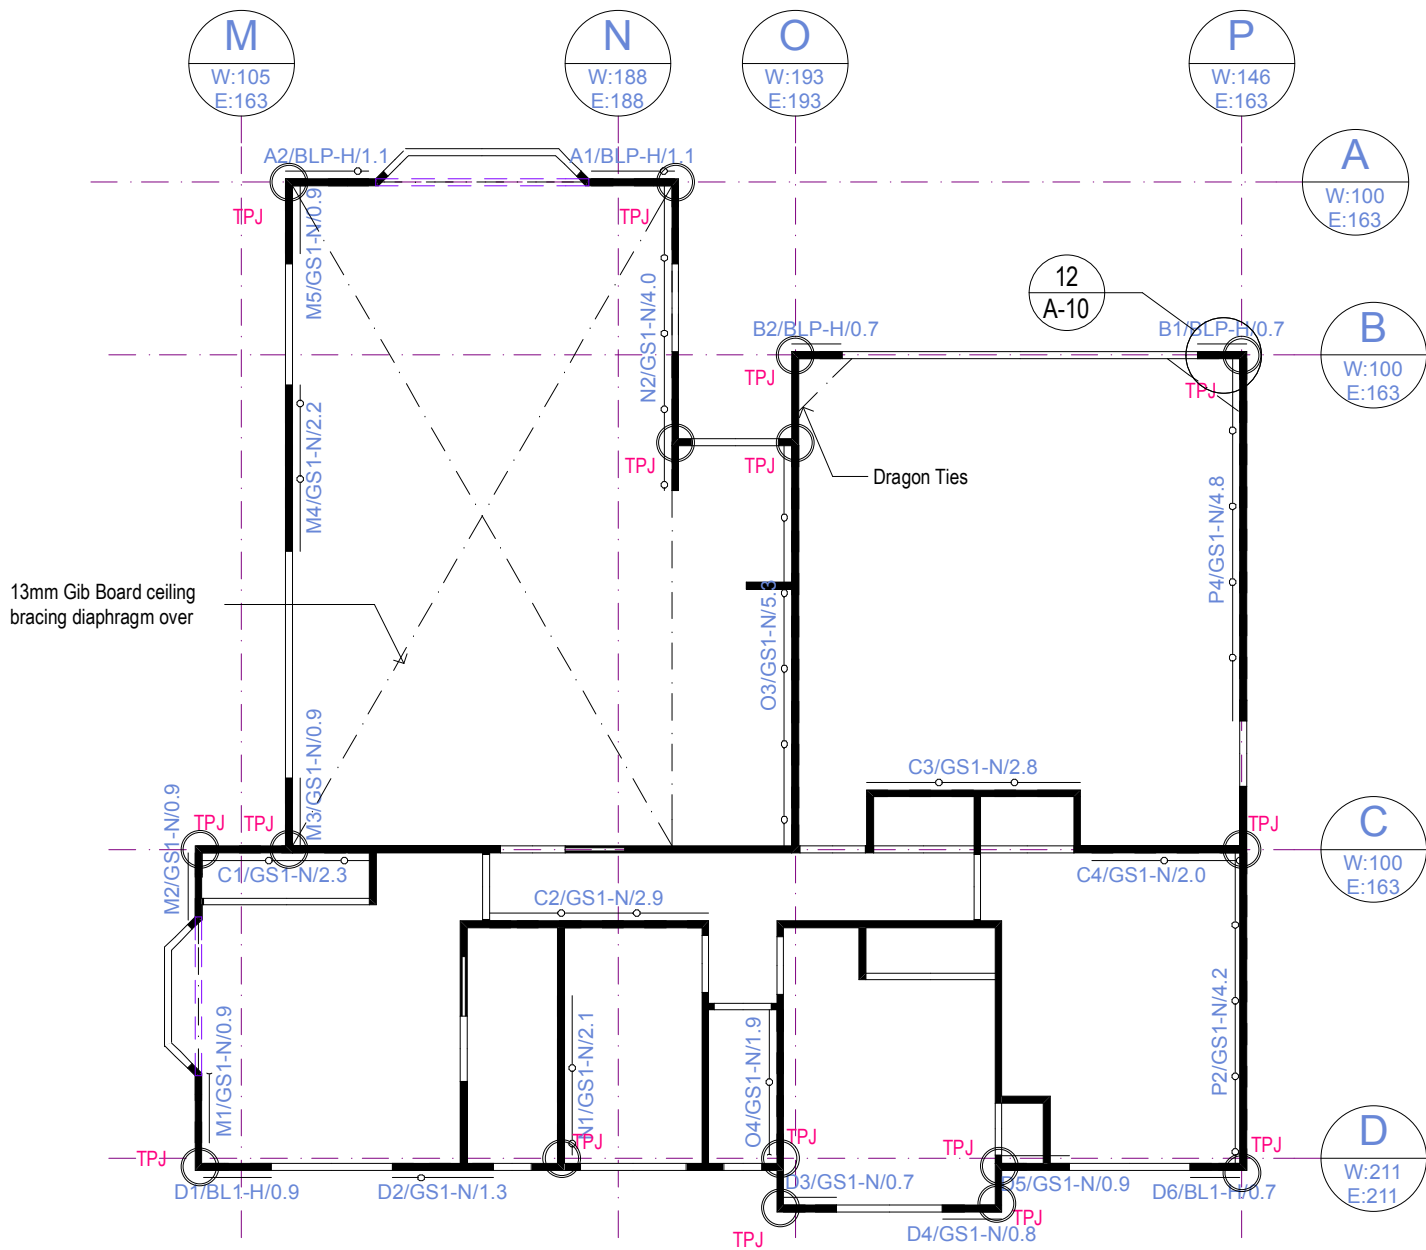 M
W:105
E:163
N
W:188
E:188
O
W:193
E:193
P
W:146
E:163
A
W:100
E:163
A2/BLP-H/1.1
A1/BLP-H/1.1
TPJ
TPJ
M5/GS1-N/0.9
N2/GS1-N/4.0
12
A-10
B2/BLP-H/0.7
B1/BLP-H/0.7
B
W:100
E:163
TPJ
TPJ
M4/GS1-N/2.2
TPJ
TPJ
Dragon Ties
P4/GS1-N/4.8
13mm Gib Board ceiling
bracing diaphragm over
O3/GS1-N/5.3
C3/GS1-N/2.8
M3/GS1-N/0.9
M2/GS1-N/0.9
TPJ
TPJ
TPJ
C
W:100
E:163
C1/GS1-N/2.3
C4/GS1-N/2.0
C2/GS1-N/2.9
M1/GS1-N/0.9
N1/GS1-N/2.1
O4/GS1-N/1.9
P2/GS1-N/4.2
TPJ
TPJ
TPJ
TPJ
TPJ
D
W:211
E:211
D1/BL1-H/0.9
D2/GS1-N/1.3
D3/GS1-N/0.7
D5/GS1-N/0.9
D6/BL1-H/0.7
TPJ
TPJ
D4/GS1-N/0.8